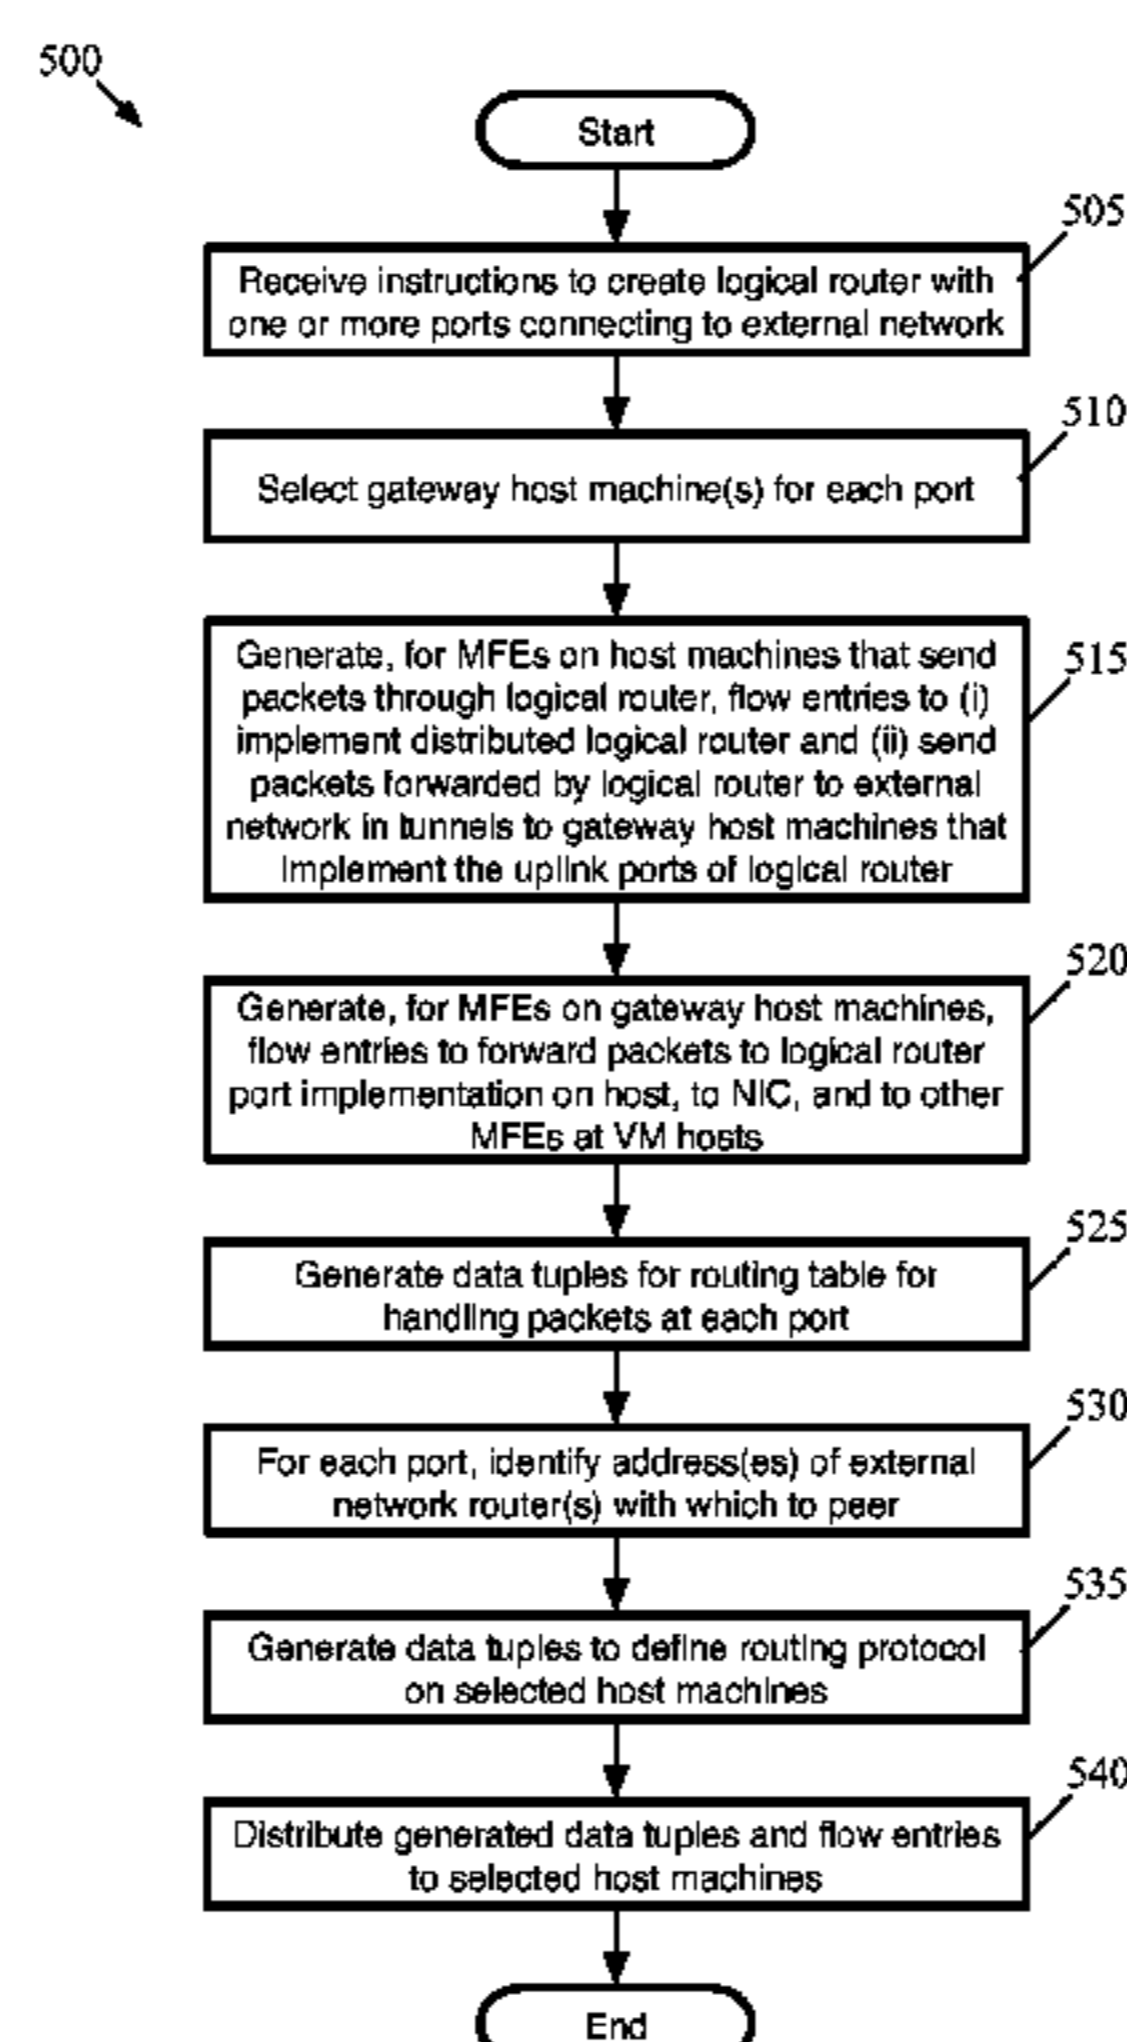 500
Start
505
Receive instructions to create logical router with
one or more ports connecting to external network
510
Select gateway host machine(s) for each port
515
Generate, for MFEs on host machines that send
packets through logical router, flow entries to (i)
implement distributed logical router and (ii) send
packets forwarded by logical router to external
network in tunnels to gateway host machines that
implement the uplink ports of logical router
520
Generate, for MFEs on gateway host machines,
flow entries to forward packets to logical router
port implementation on host, to NIC, and to other
MFEs at VM hosts
525
Generate data tuples for routing table for
handling packets at each port
530
For each port, identify address(es) of external
network router(s) with which to peer
535
Generate data tuples to define routing protocol
on selected host machines
540
Distribute generated data tuples and flow entries
to selected host machines
End